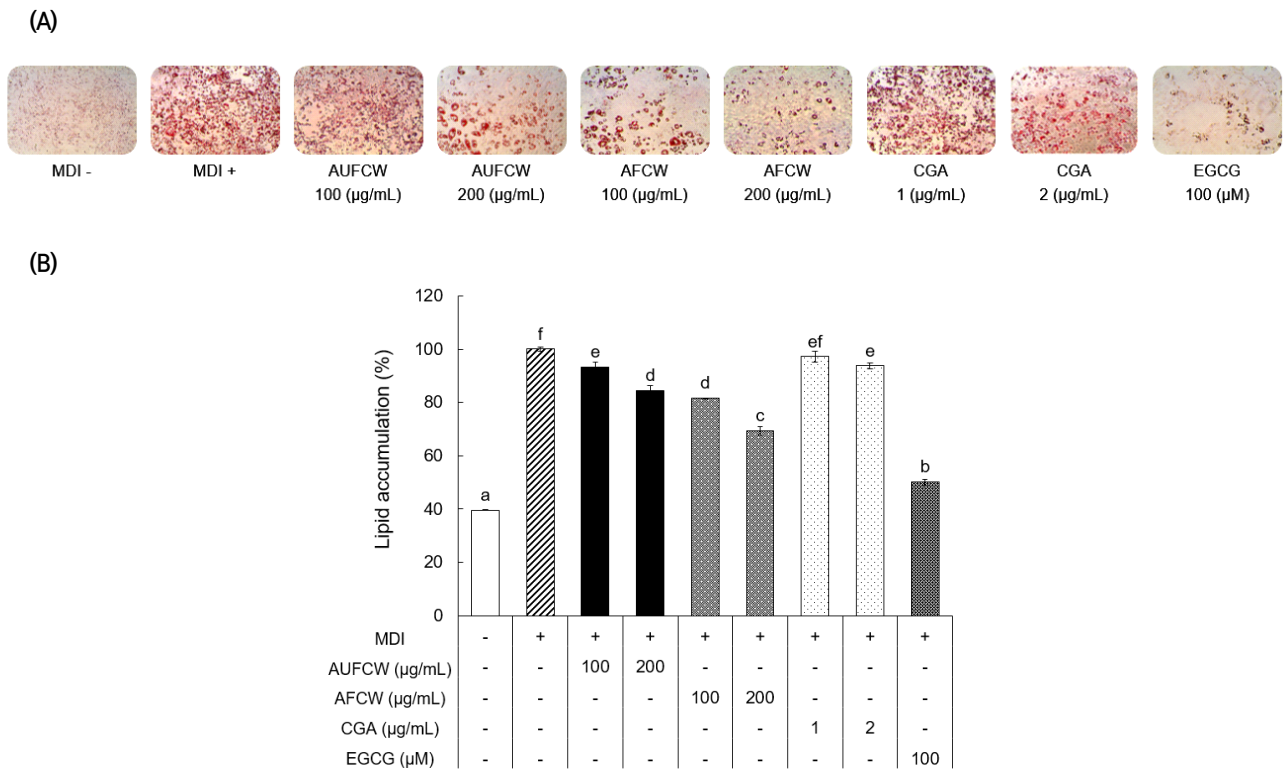 (A)
MDI - MDI + AUFCW AUFCW AFCW AFCW CGA CGA EGCG
100 (μg/mL) 200 (μg/mL) 100 (μg/mL) 200 (μg/mL) 1 (μg/mL) 2 (μg/mL) 100 (μM)
(B)
Lipid accumulation (%)
120
100
80
60
40
20
0
a f e d d c ef e b
MDI - + + + + + + + +
AUFCW (μg/mL) - - 100 200 - - - - -
AFCW (μg/mL) - - - - 100 200 - - -
CGA (μg/mL) - - - - - - 1 2 -
EGCG (μM) - - - - - - - - 100